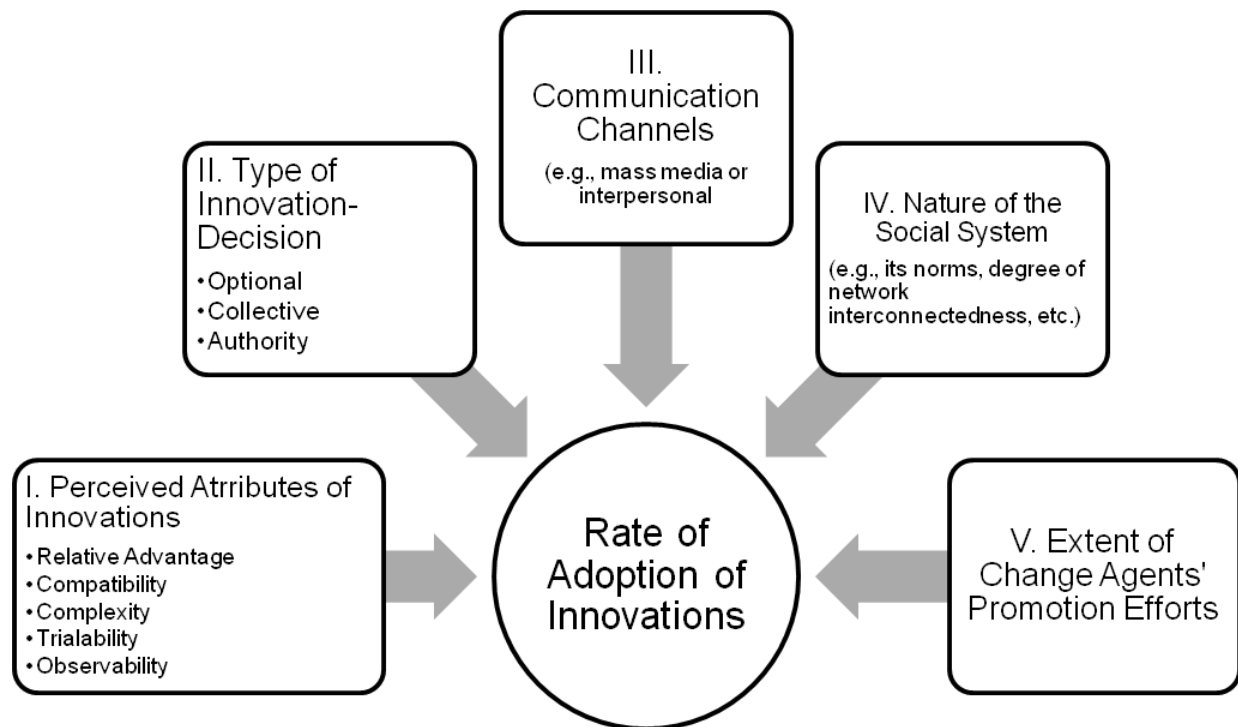 I. Perceived Atrributes of
Innovations
•Relative Advantage
•Compatibility
•Complexity
•Trialability
•Observability
II. Type of
Innovation-
Decision
•Optional
•Collective
•Authority
III.
Communication
Channels
(e.g., mass media or
interpersonal
IV. Nature of the
Social System
(e.g., its norms, degree of
network
interconnectedness, etc.)
V. Extent of
Change Agents'
Promotion Efforts
Rate of
Adoption of
Innovations